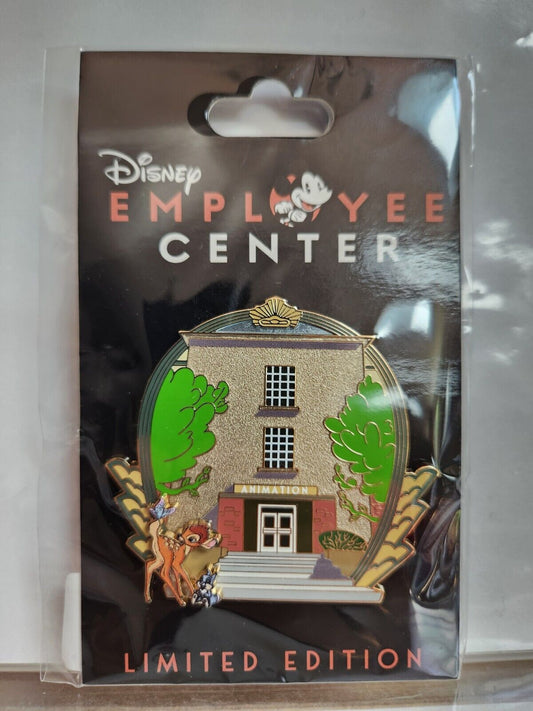 Disney
EMPLOYEE
CENTER
ANIMATION
LIMITED EDITION